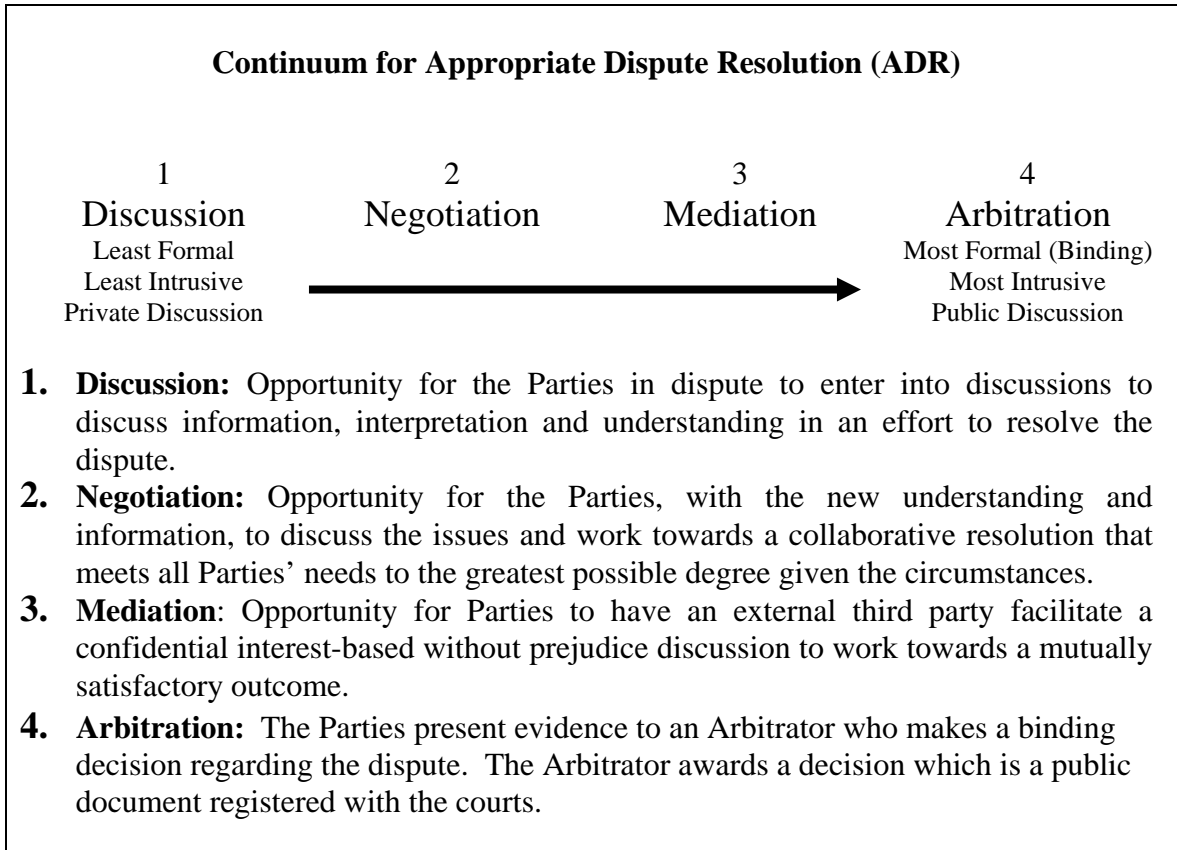 Continuum for Appropriate Dispute Resolution (ADR)
1 2 3 4
Discussion Negotiation Mediation Arbitration
Least Formal Most Formal (Binding)
Least Intrusive Most Intrusive
Private Discussion Public Discussion
1. Discussion: Opportunity for the Parties in dispute to enter into discussions to
discuss information, interpretation and understanding in an effort to resolve the
dispute.
2. Negotiation: Opportunity for the Parties, with the new understanding and
information, to discuss the issues and work towards a collaborative resolution that
meets all Parties’ needs to the greatest possible degree given the circumstances.
3. Mediation: Opportunity for Parties to have an external third party facilitate a
confidential interest-based without prejudice discussion to work towards a mutually
satisfactory outcome.
4. Arbitration: The Parties present evidence to an Arbitrator who makes a binding
decision regarding the dispute. The Arbitrator awards a decision which is a public
document registered with the courts.